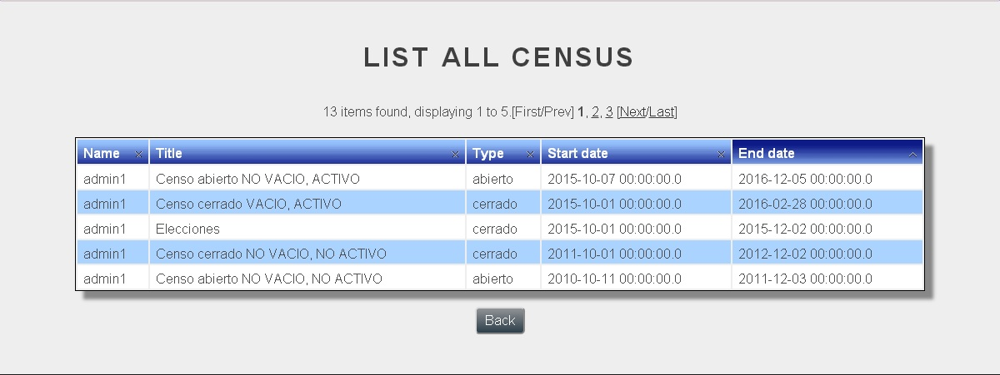 LIST ALL CENSUS
13 items found, displaying 1 to 5.[First/Prev] 1, 2, 3 [Next/Last]
Name Title Type Start date End date
admin1 Censo abierto NO VACIO, ACTIVO abierto 2015-10-07 00:00:00.0 2016-12-05 00:00:00.0
admin1 Censo cerrado VACIO, ACTIVO cerrado 2015-10-01 00:00:00.0 2016-02-28 00:00:00.0
admin1 Elecciones cerrado 2015-10-01 00:00:00.0 2015-12-02 00:00:00.0
admin1 Censo cerrado NO VACIO, NO ACTIVO cerrado 2011-10-01 00:00:00.0 2012-12-02 00:00:00.0
admin1 Censo abierto NO VACIO, NO ACTIVO abierto 2010-10-11 00:00:00.0 2011-12-03 00:00:00.0
Back